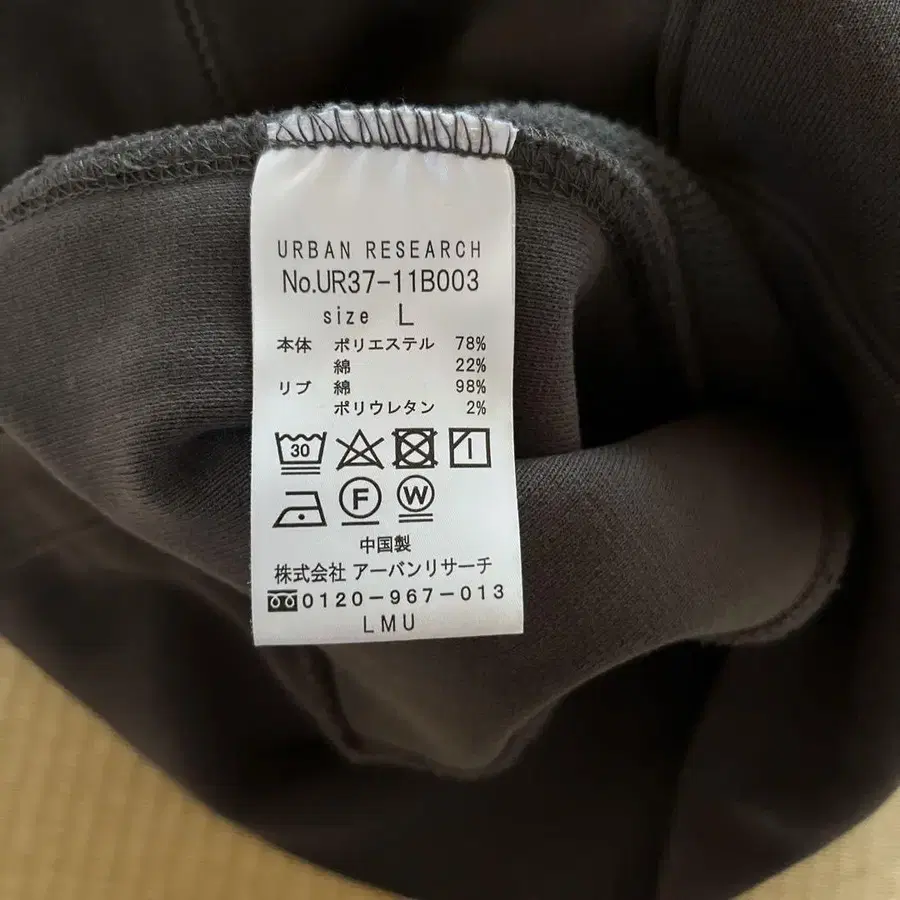 URBAN RESEARCH
No.UR37-11B003
size L
本体 ポリエステル 78%
綿 22%
リブ 綿 98%
ポリウレタン 2%
30
F W
中国製
株式会社 アーバンリサーチ
0120-967-013
LMU